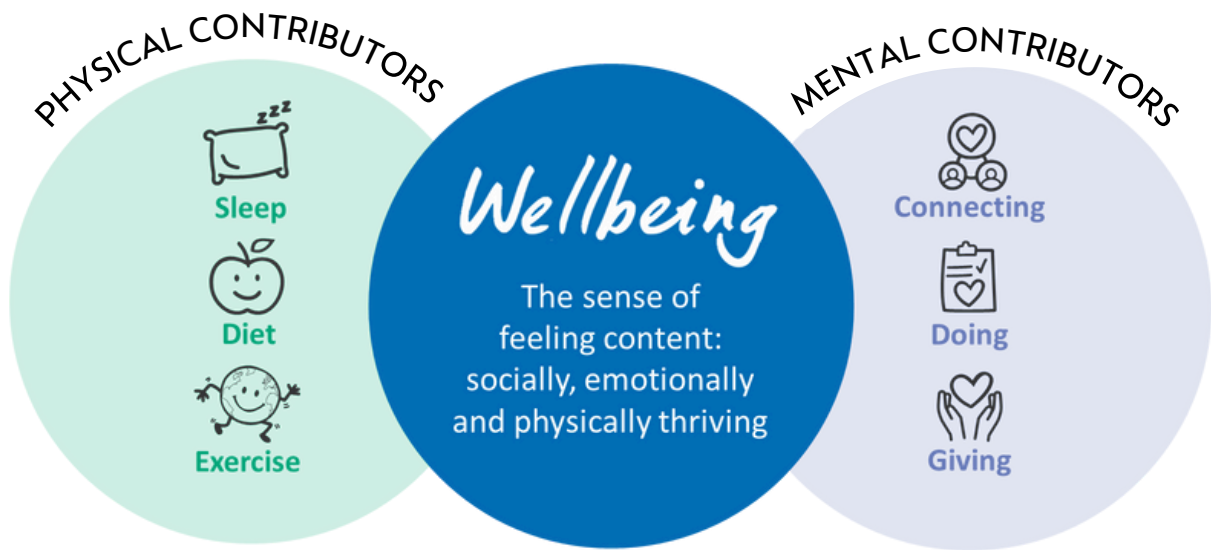 PHYSICAL CONTRIBUTORS
zzz
Sleep
Diet
Exercise
Wellbeing
The sense of
feeling content:
socially, emotionally
and physically thriving
MENTAL CONTRIBUTORS
Connecting
Doing
Giving